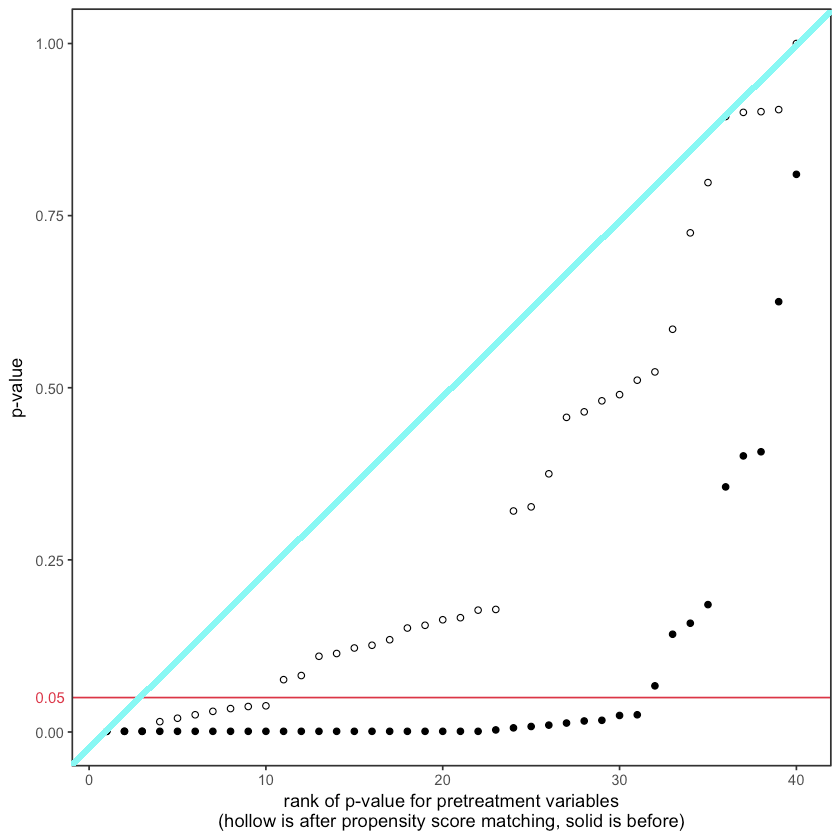 1.00
0.75
0.50
0.25
0.05
0.00
p-value
0 10 20 30 40
rank of p-value for pretreatment variables
(hollow is after propensity score matching, solid is before)